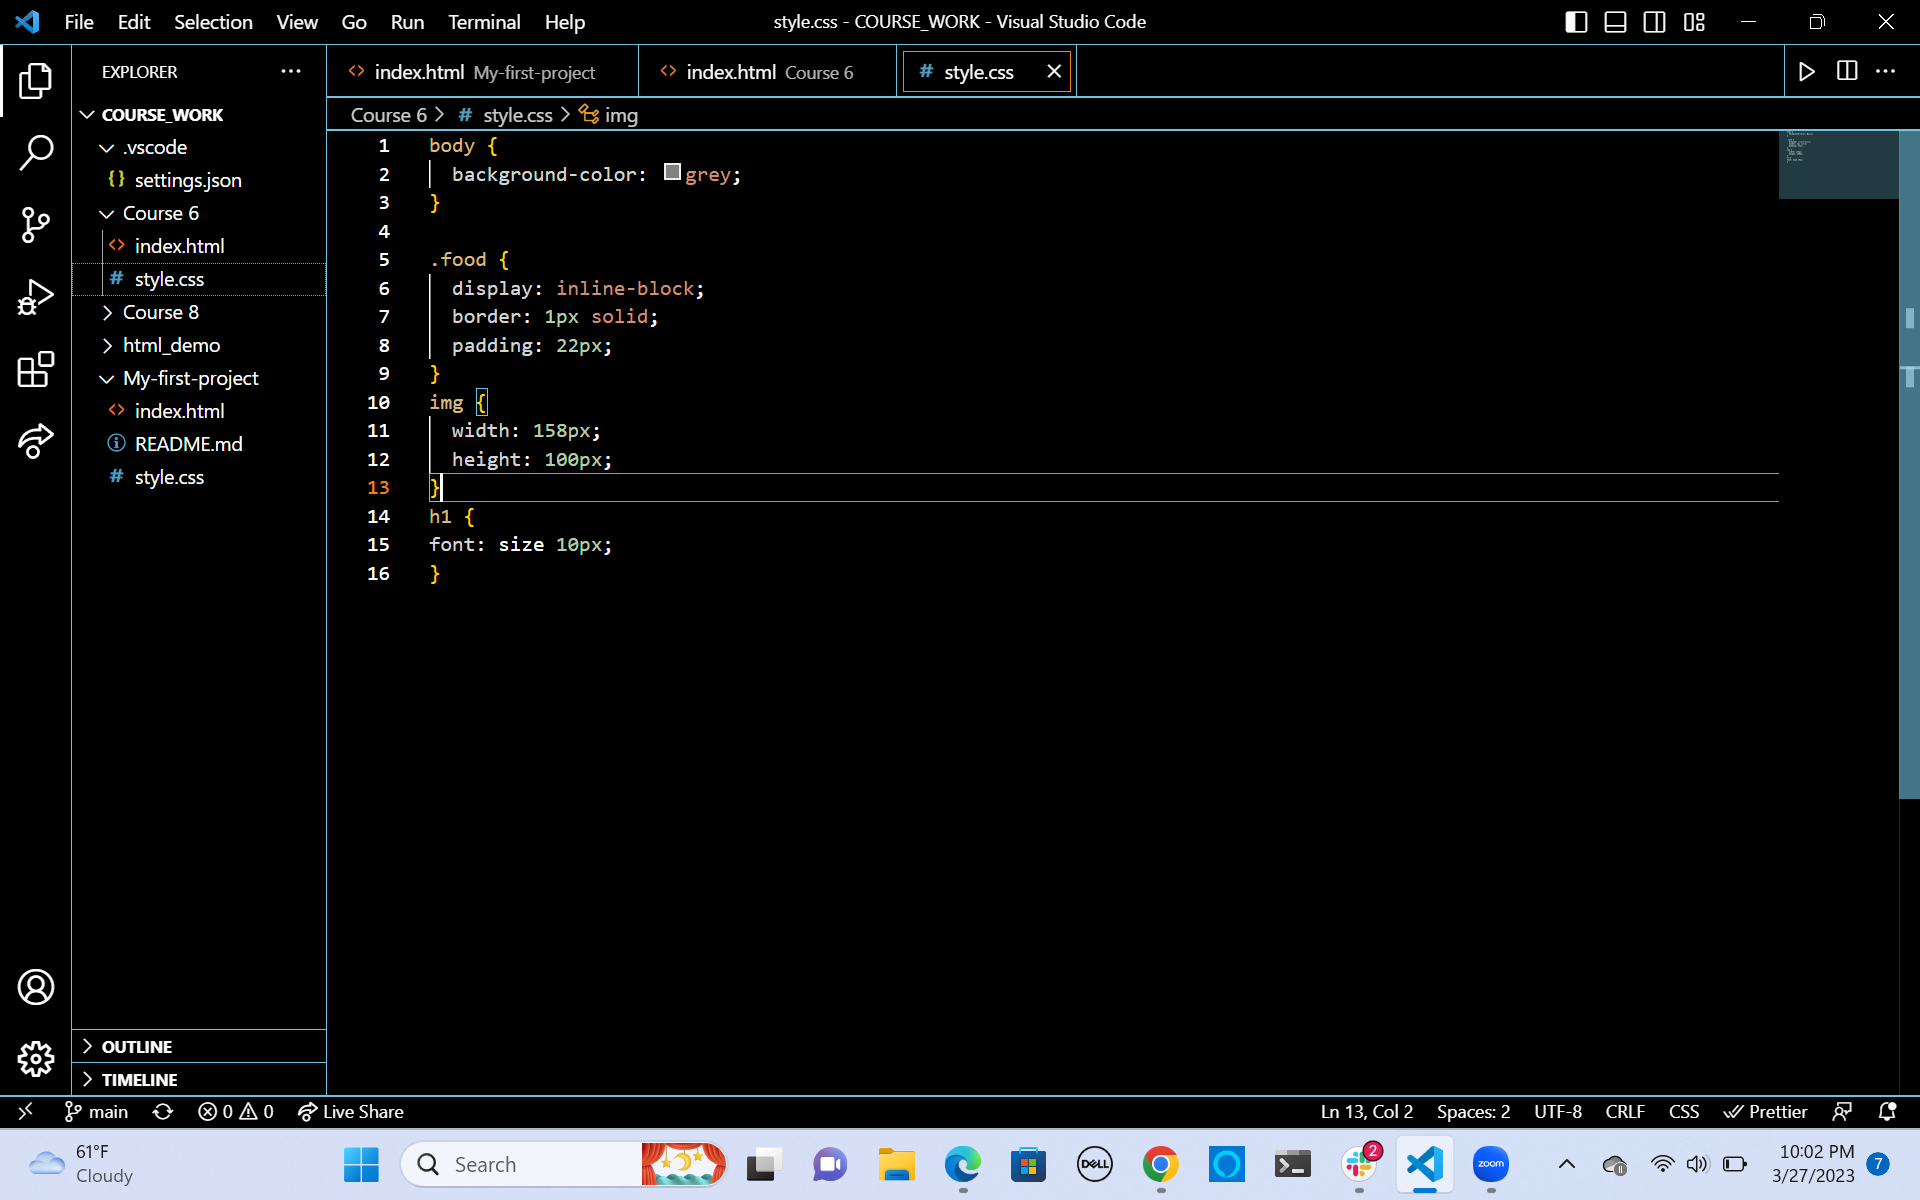 File Edit Selection View Go Run Terminal Help
style.css - COURSE_WORK - Visual Studio Code
EXPLORER
COURSE_WORK
.vscode
{} settings.json
Course 6
<> index.html
# style.css
Course 8
html_demo
My-first-project
<> index.html
README.md
# style.css
OUTLINE
TIMELINE
<> index.html My-first-project
<> index.html Course 6
# style.css
Course 6 > # style.css > img
1 body {
2 background-color: grey;
3 }
4
5 .food {
6 display: inline-block;
7 border: 1px solid;
8 padding: 22px;
9 }
10 img {
11 width: 158px;
12 height: 100px;
13 }
14 h1 {
15 font: size 10px;
16 }
main 0 0 Live Share
Ln 13, Col 2 Spaces: 2 UTF-8 CRLF CSS Prettier
61°F
Cloudy
Search
DELL
2
zoom
10:02 PM
3/27/2023
7